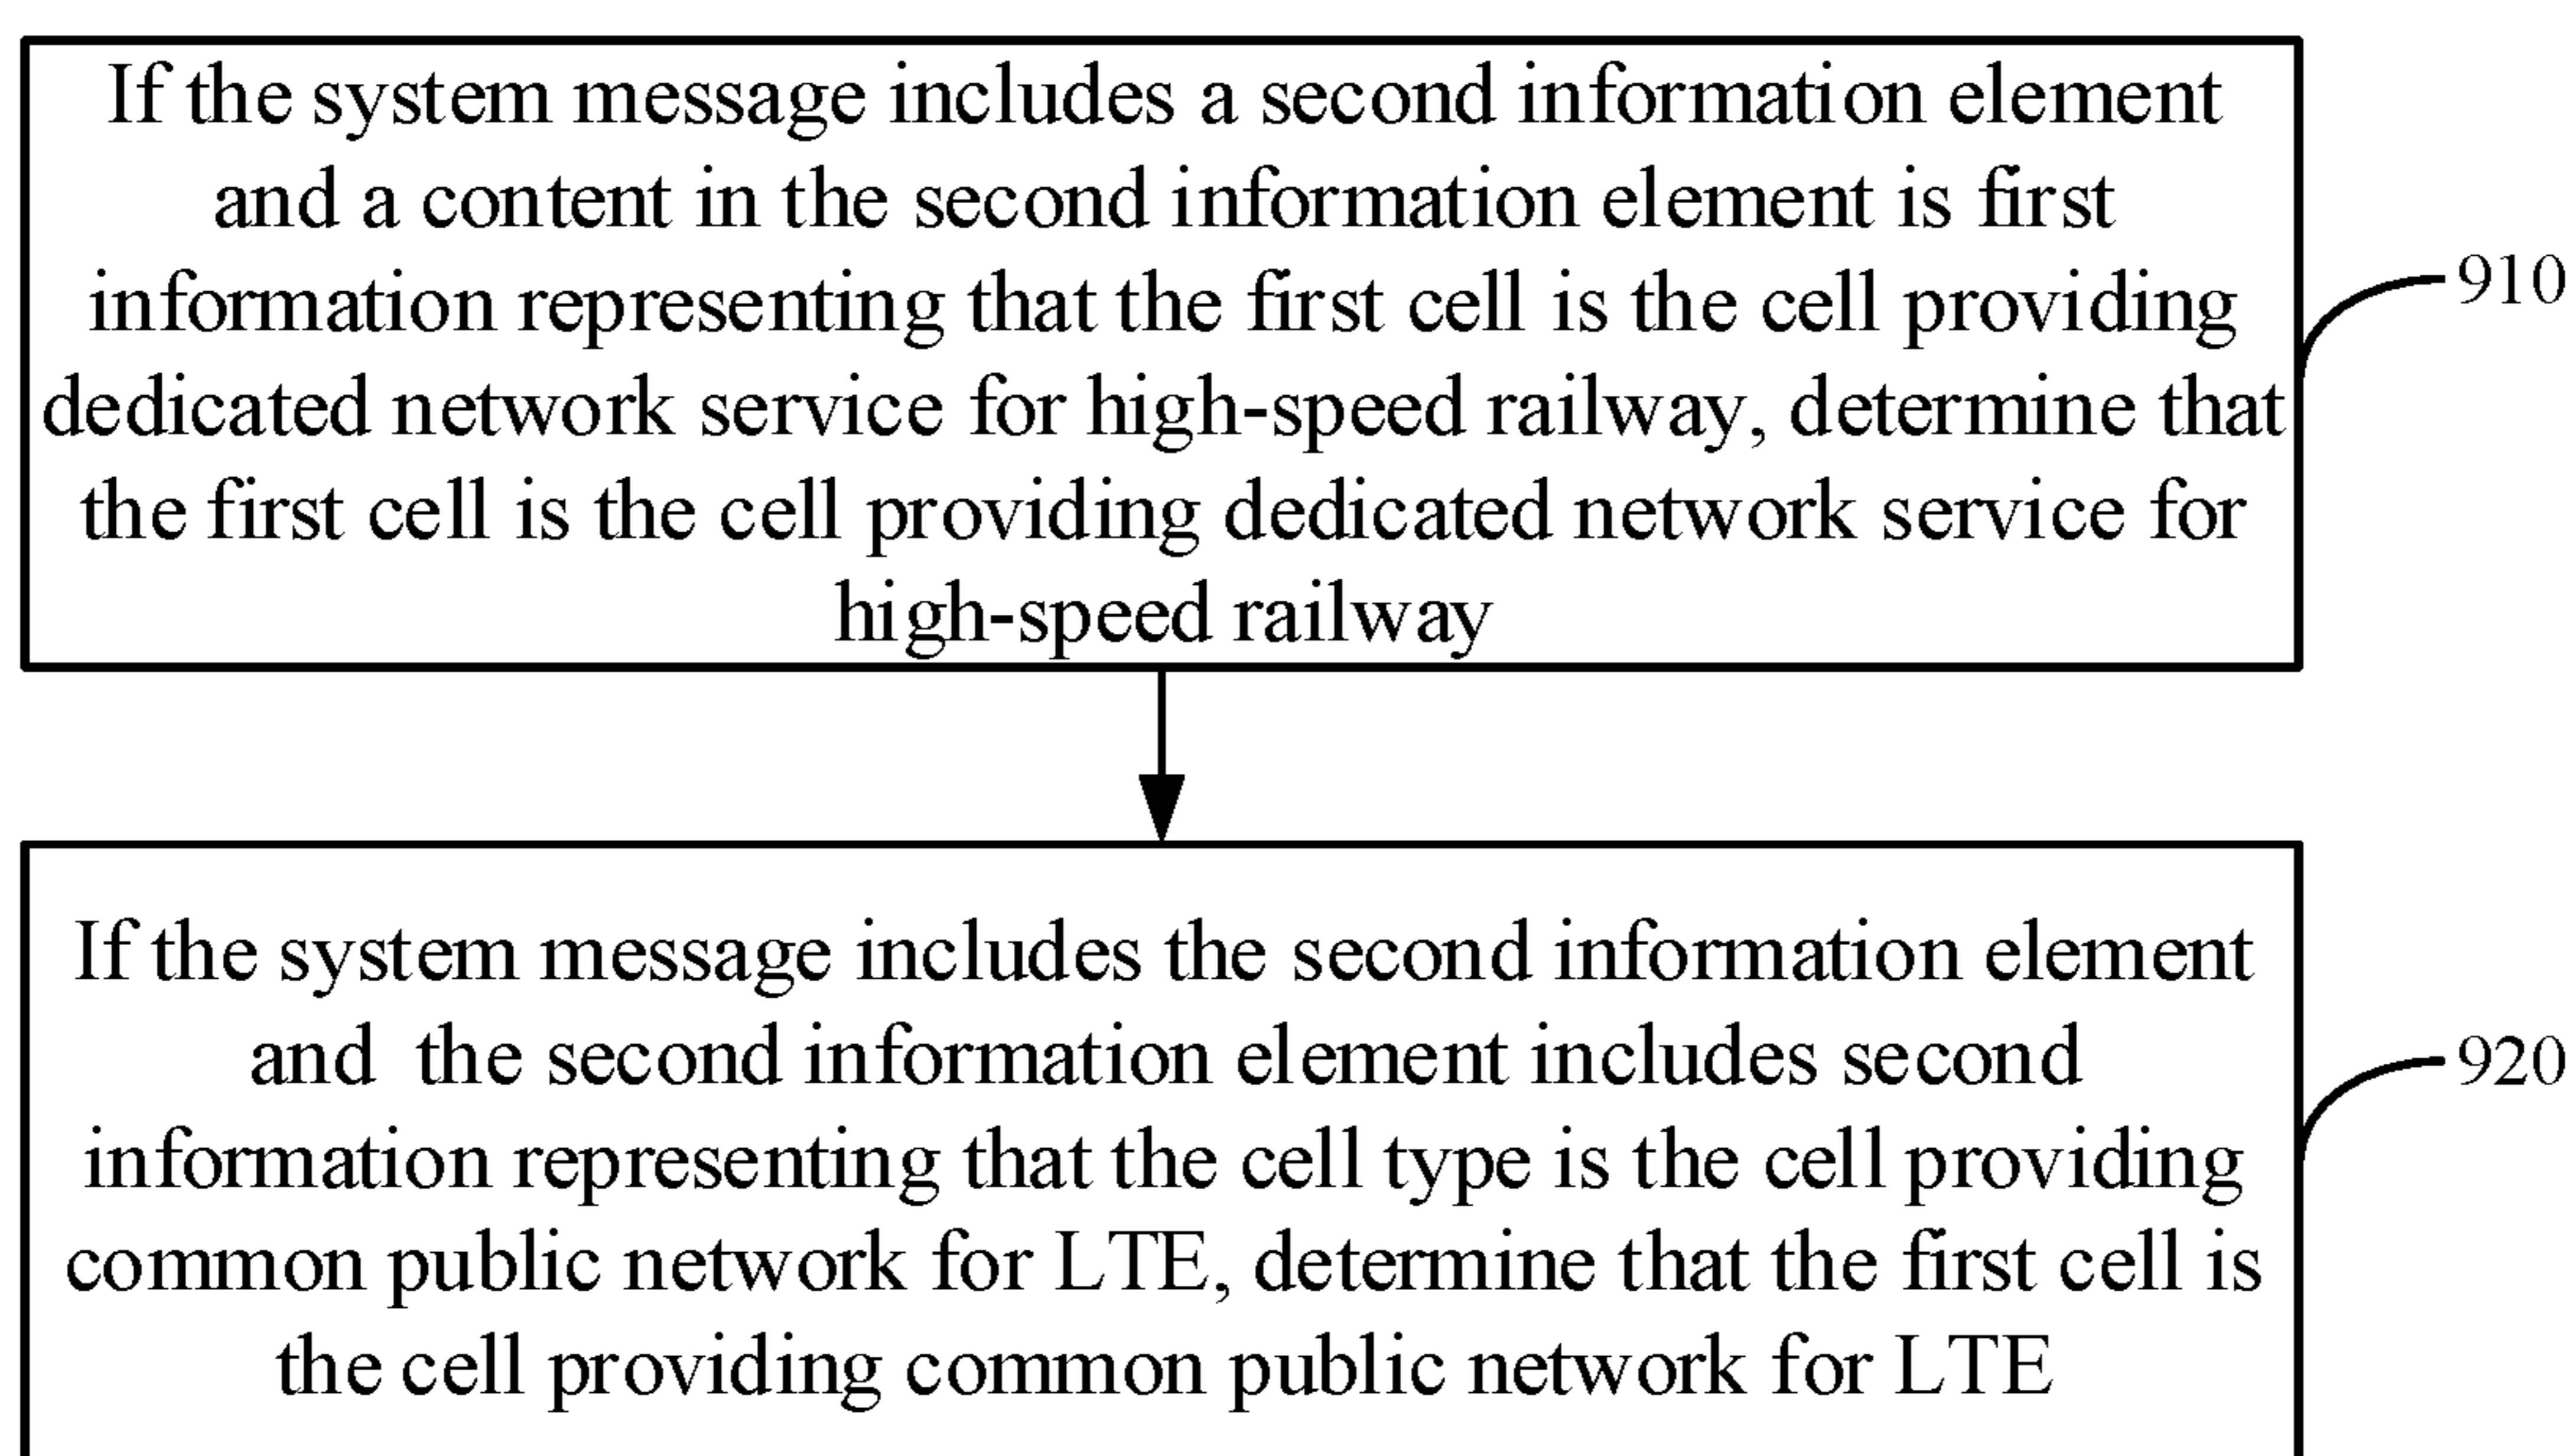 If the system message includes a second information element
and a content in the second information element is first
information representing that the first cell is the cell providing
dedicated network service for high-speed railway, determine that
the first cell is the cell providing dedicated network service for
high-speed railway
910
If the system message includes the second information element
and the second information element includes second
information representing that the cell type is the cell providing
common public network for LTE, determine that the first cell is
the cell providing common public network for LTE
920